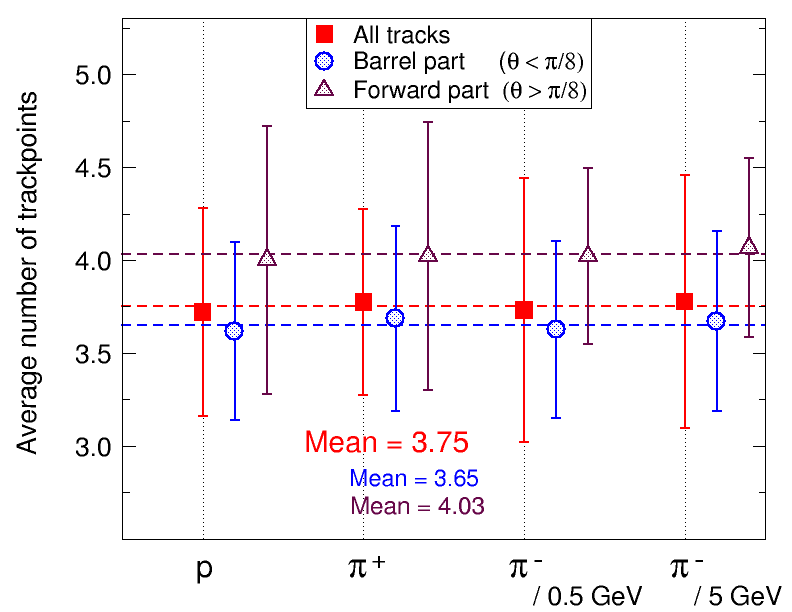 All tracks
Barrel part (θ < π/8)
Forward part (θ > π/8)
Average number of trackpoints
5.0
4.5
4.0
3.5
3.0
Mean = 3.75
Mean = 3.65
Mean = 4.03
p π⁺ π⁻ π⁻
/ 0.5 GeV / 5 GeV